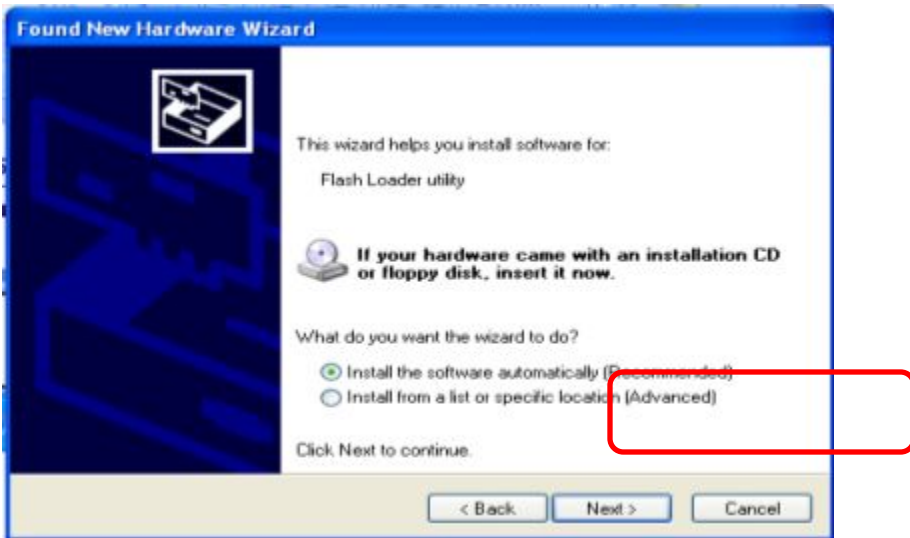 Found New Hardware Wizard
This wizard helps you install software for:
Flash Loader utility
If your hardware came with an installation CD
or floppy disk, insert it now.
What do you want the wizard to do?
Install the software automatically (Recommended)
Install from a list or specific location (Advanced)
Click Next to continue.
< Back
Next >
Cancel